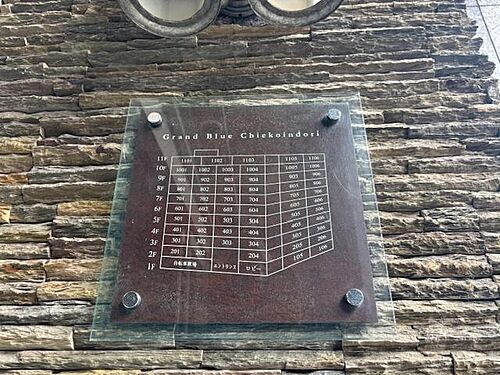 Grand Blue Chiekoindori
11F 1101 1102 1103 1105 1106
10F 1001 1002 1003 1004 1005 1006
9F 901 902 903 904 905 906
8F 801 802 803 804 805 806
7F 701 702 703 704 705 706
6F 601 602 603 604 605 606
5F 501 502 503 504 505 506
4F 401 402 403 404 405 406
3F 301 302 303 304 305 306
2F 201 202 204 205 206
1F 自転車置場 エントランス ロビー 105 106